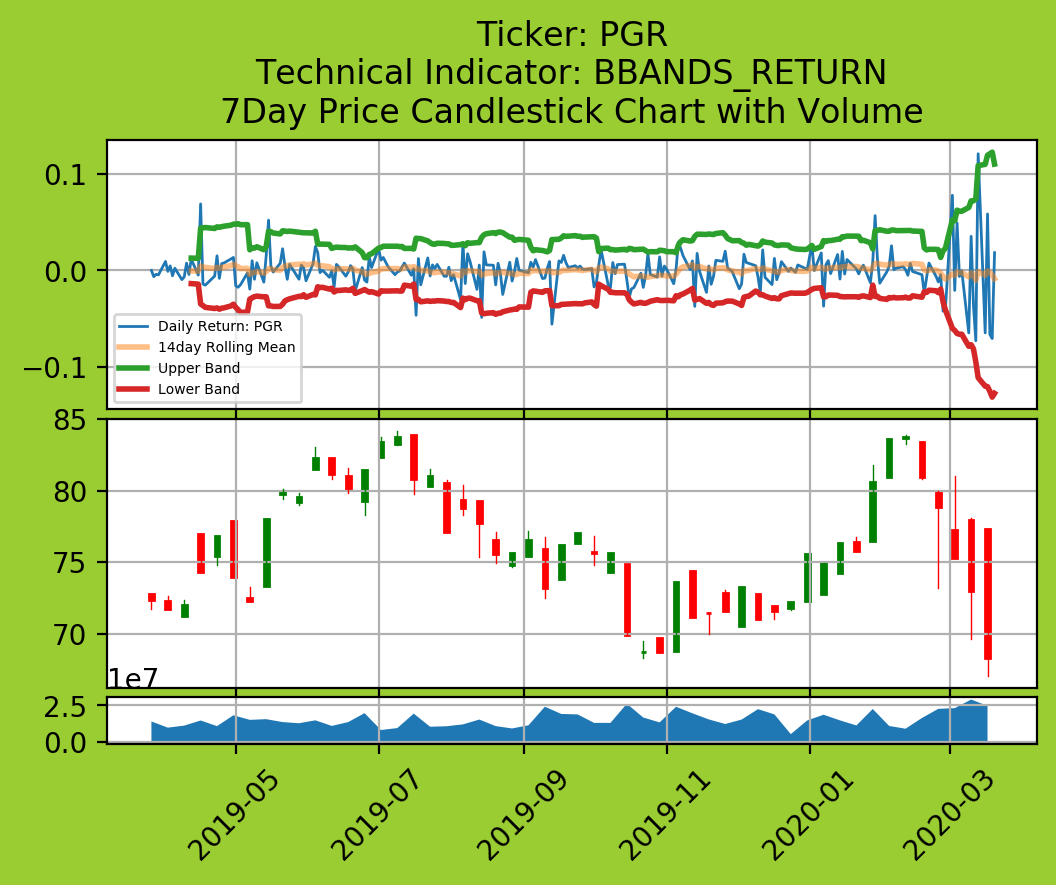 Ticker: PGR
Technical Indicator: BBANDS_RETURN
7Day Price Candlestick Chart with Volume
0.1
0.0
−0.1
Daily Return: PGR
14day Rolling Mean
Upper Band
Lower Band
85
80
75
70
1e7
2.5
0.0
2019-05
2019-07
2019-09
2019-11
2020-01
2020-03